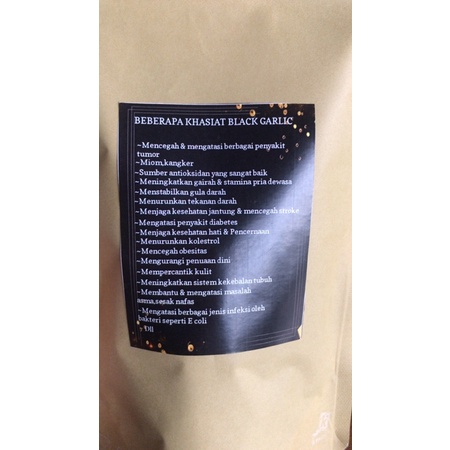 BEBERAPA KHASIAT BLACK GARLIC
~Mencegah & mengatasi berbagai penyakit
tumor
~Miom,kangker
~Sumber antioksidan yang sangat baik
~Meningkatkan gairah & stamina pria dewasa
~Menstabilkan gula darah
~Menurunkan tekanan darah
~Menjaga kesehatan jantung & mencegah stroke
~Mengatasi penyakit diabetes
~Menjaga kesehatan hati & Pencernaan
~Menurunkan kolestrol
~Mencegah obesitas
~Mengurangi penuaan dini
~Mempercantik kulit
~Meningkatkan sistem kekebalan tubuh
~Membantu & mengatasi masalah
asma,sesak nafas
~Mengatasi berbagai jenis infeksi oleh
bakteri seperti E coli
~ Dll